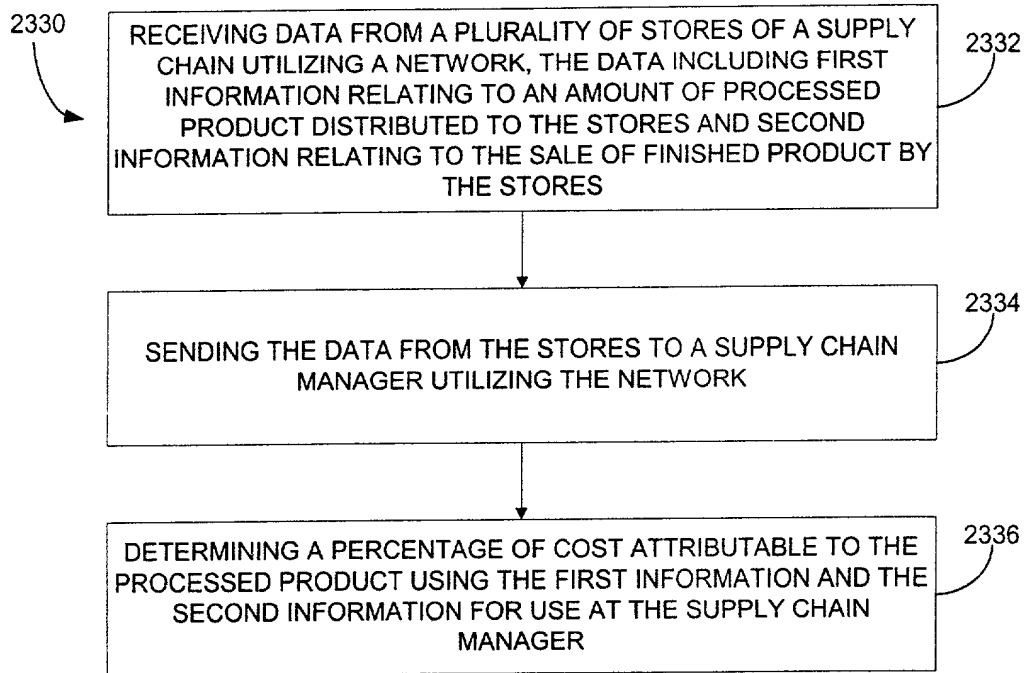 2330
RECEIVING DATA FROM A PLURALITY OF STORES OF A SUPPLY
CHAIN UTILIZING A NETWORK, THE DATA INCLUDING FIRST
INFORMATION RELATING TO AN AMOUNT OF PROCESSED
PRODUCT DISTRIBUTED TO THE STORES AND SECOND
INFORMATION RELATING TO THE SALE OF FINISHED PRODUCT BY
THE STORES
2332
SENDING THE DATA FROM THE STORES TO A SUPPLY CHAIN
MANAGER UTILIZING THE NETWORK
2334
DETERMINING A PERCENTAGE OF COST ATTRIBUTABLE TO THE
PROCESSED PRODUCT USING THE FIRST INFORMATION AND THE
SECOND INFORMATION FOR USE AT THE SUPPLY CHAIN
MANAGER
2336